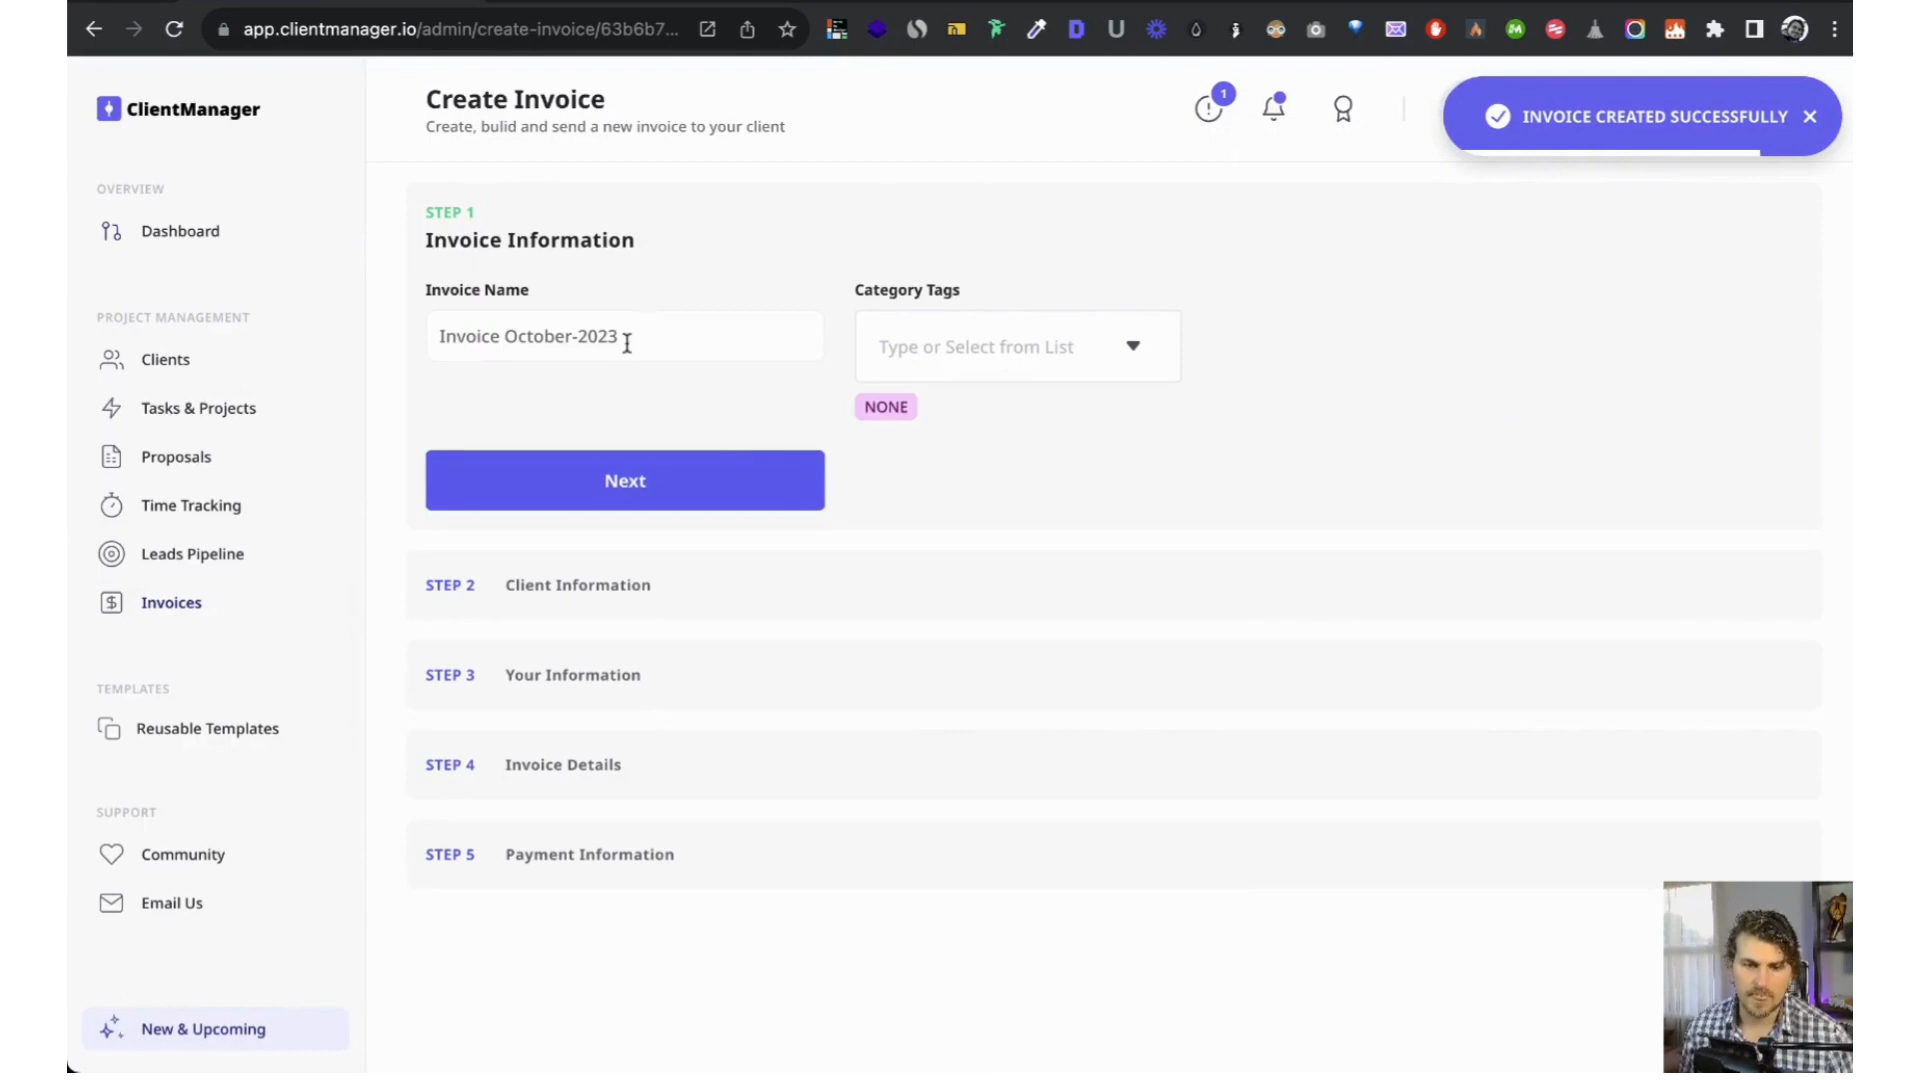 app.clientmanager.io/admin/create-invoice/63b6b7...
ClientManager
Create Invoice
Create, bulid and send a new invoice to your client
1
INVOICE CREATED SUCCESSFULLY
OVERVIEW
Dashboard
PROJECT MANAGEMENT
Clients
Tasks & Projects
Proposals
Time Tracking
Leads Pipeline
Invoices
TEMPLATES
Reusable Templates
SUPPORT
Community
Email Us
New & Upcoming
STEP 1
Invoice Information
Invoice Name
Invoice October-2023
Category Tags
Type or Select from List
NONE
Next
STEP 2 Client Information
STEP 3 Your Information
STEP 4 Invoice Details
STEP 5 Payment Information